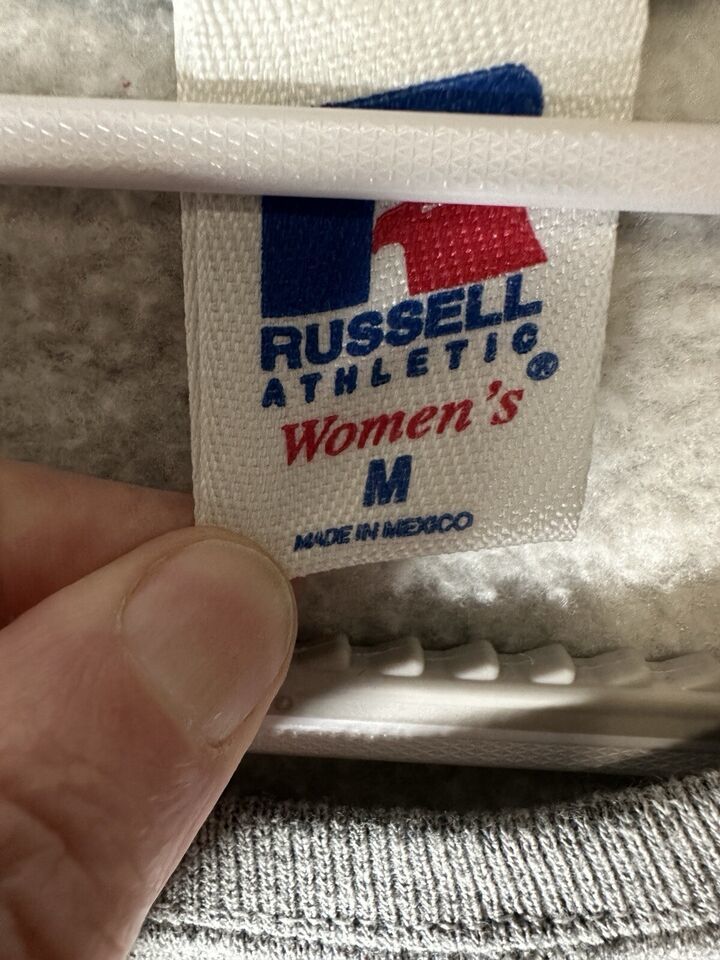 RUSSELL
ATHLETIC®
Women's
M
MADE IN MEXICO